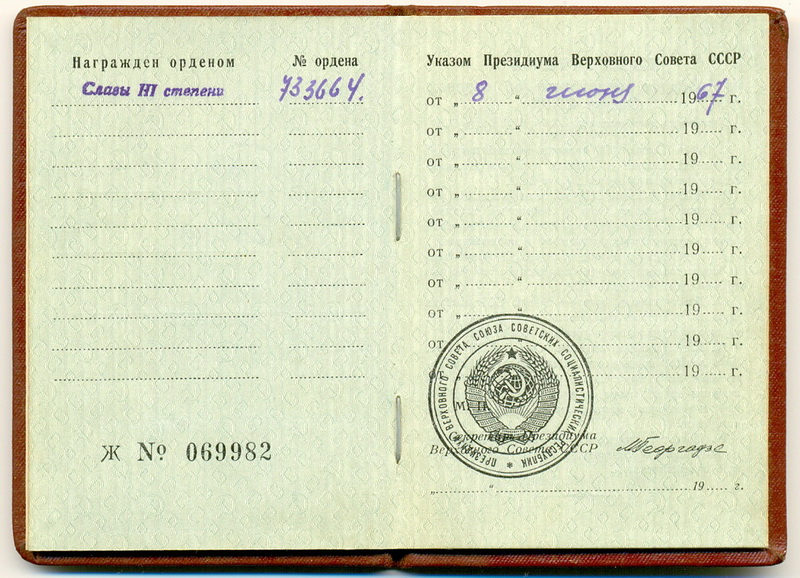 Награжден орденом
№ ордена
Славы III степени
733664.
Ж № 069982
Указом Президиума Верховного Совета СССР
от „ 8 “ июня 1967 г.
от „ “ 19 г.
от „ “ 19 г.
от „ “ 19 г.
от „ “ 19 г.
от „ “ 19 г.
от „ “ 19 г.
от „ “ 19 г.
от „ “ 19 г.
от „ “ 19 г.
ПРЕЗИДИУМ ВЕРХОВНОГО СОВЕТА СОЮЗА СОВЕТСКИХ СОЦИАЛИСТИЧЕСКИХ РЕСПУБЛИК
М. П.
Секретарь Президиума
Верховного Совета СССР
МГеоргадзе
„ “ 19 г.